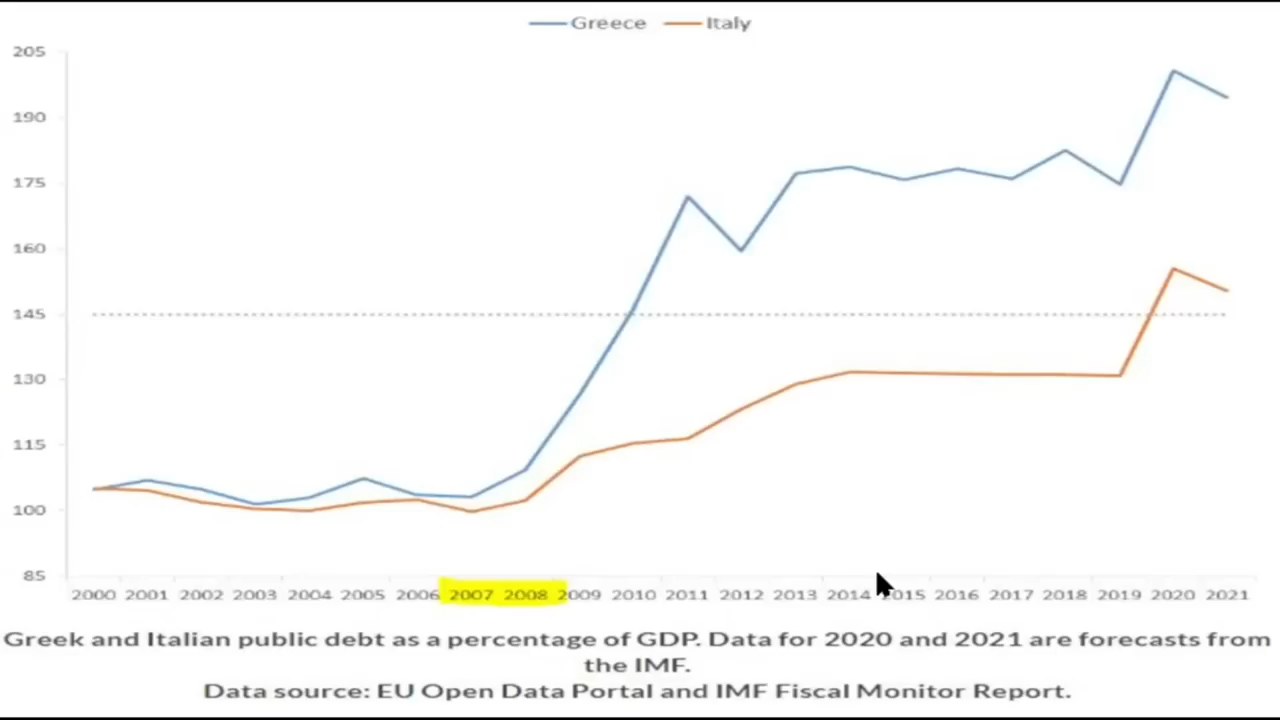 Greece Italy
205
190
175
160
145
130
115
100
85
2000 2001 2002 2003 2004 2005 2006 2007 2008 2009 2010 2011 2012 2013 2014 2015 2016 2017 2018 2019 2020 2021
Greek and Italian public debt as a percentage of GDP. Data for 2020 and 2021 are forecasts from
the IMF.
Data source: EU Open Data Portal and IMF Fiscal Monitor Report.